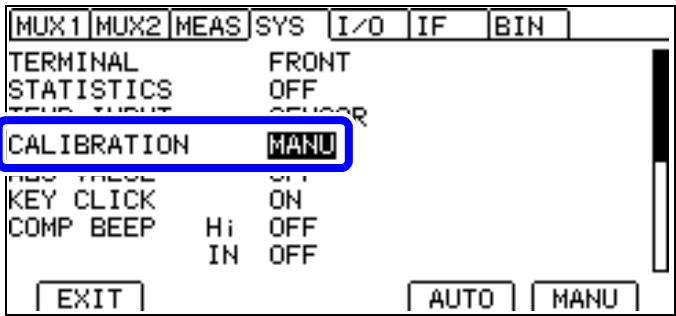 MUX1 MUX2 MEAS SYS I/O IF BIN
TERMINAL FRONT
STATISTICS OFF
CALIBRATION MANU
KEY CLICK ON
COMP BEEP Hi OFF
IN OFF
EXIT AUTO MANU